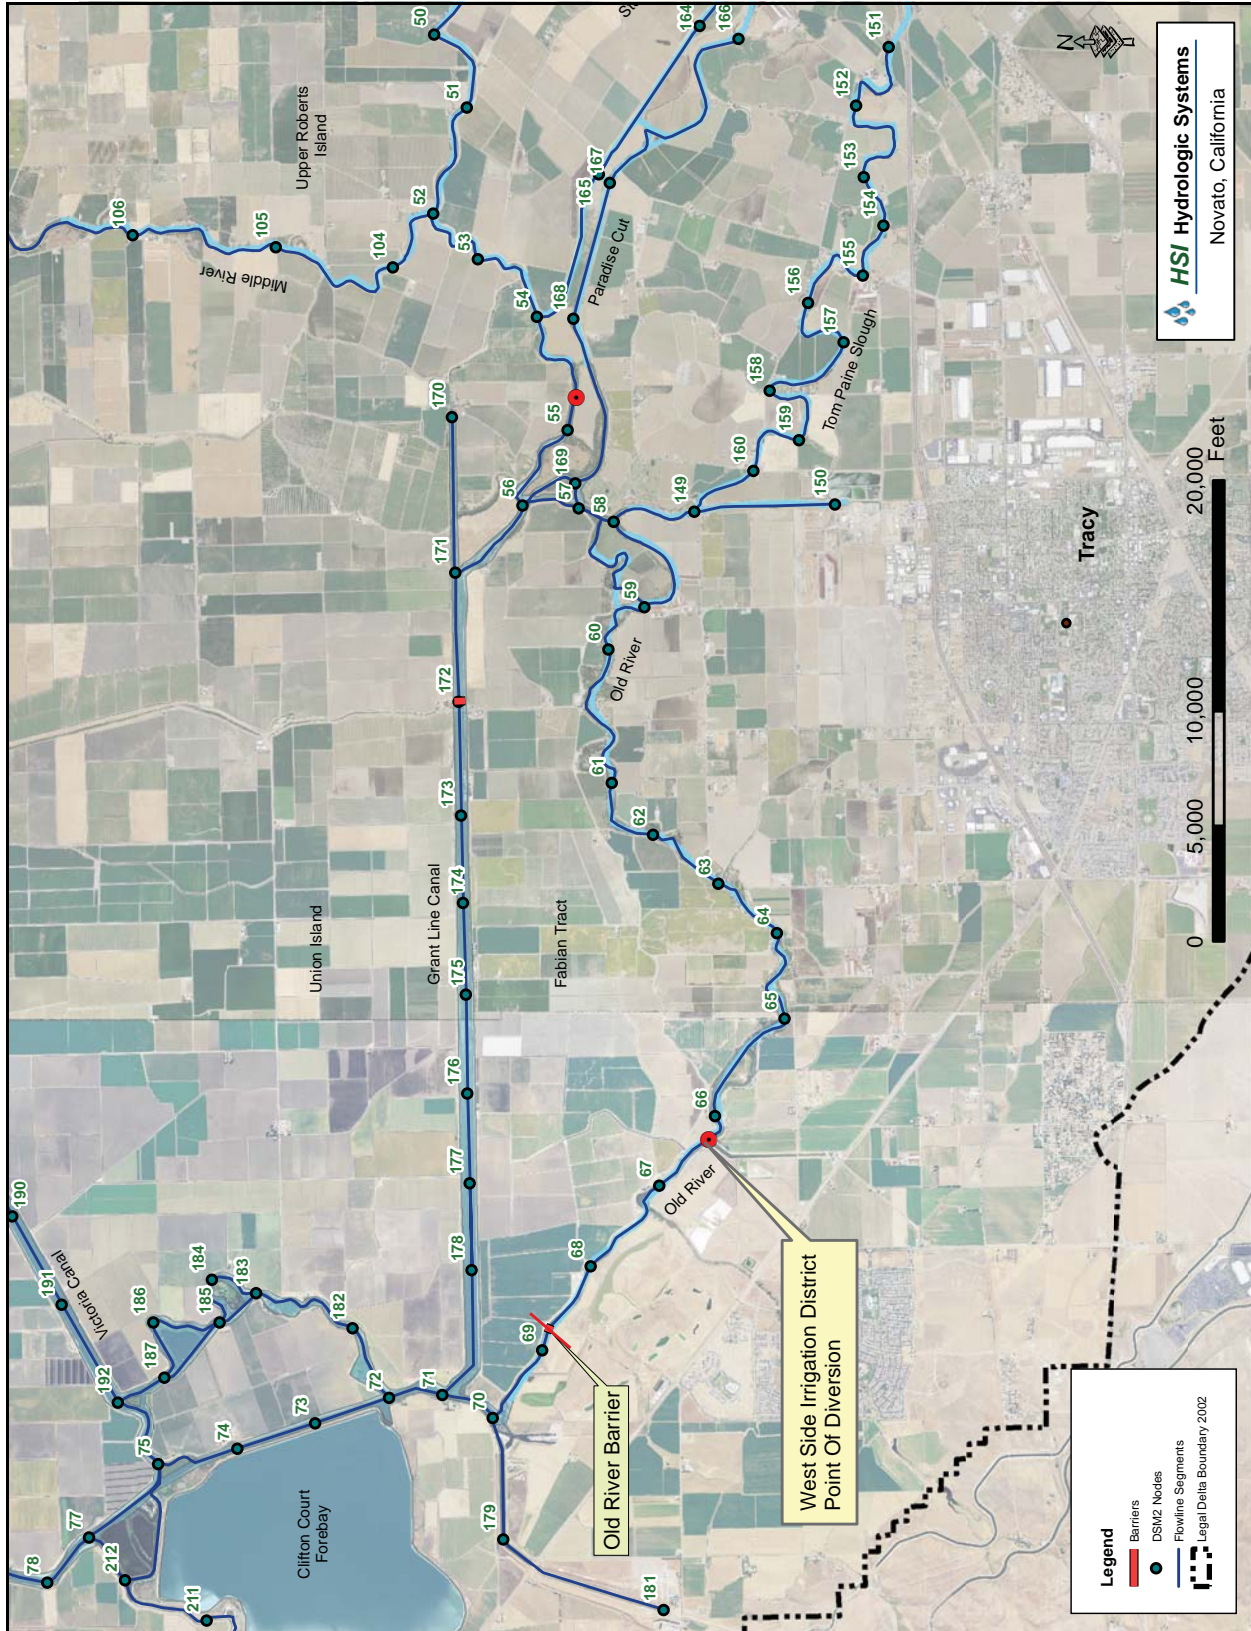 50
51
52
53
54
55
56
57
58
59
60
61
62
63
64
65
66
67
68
69
70
71
72
73
74
75
77
78
104
105
106
149
150
151
152
153
154
155
156
157
158
159
160
164
165
166
167
168
169
170
171
172
173
174
175
176
177
178
179
181
182
183
184
185
186
187
190
191
192
211
212
Victoria Canal
Middle River
Upper Roberts
Island
Union Island
Grant Line Canal
Fabian Tract
Clifton Court
Forebay
Paradise Cut
Old River
Old River
Tom Paine Slough
Tracy
Old River Barrier
West Side Irrigation District
Point Of Diversion
N
0 5,000 10,000 20,000
Feet
Legend
Barriers
DSM2 Nodes
Flowline Segments
Legal Delta Boundary 2002
HSI Hydrologic Systems
Novato, California